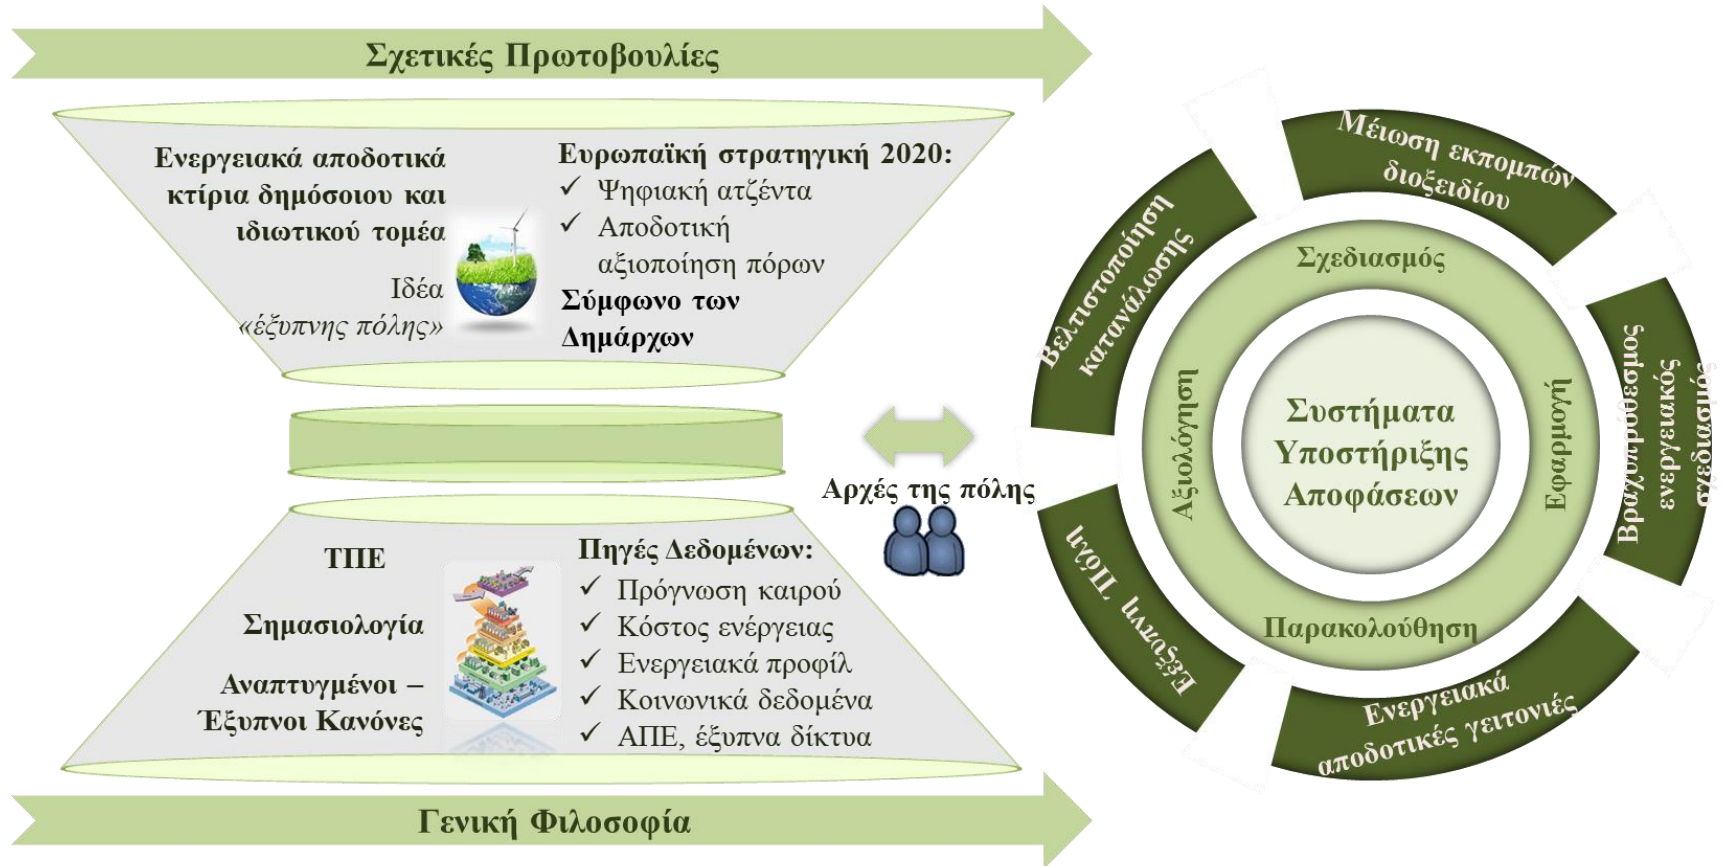 Σχετικές Πρωτοβουλίες
Ενεργειακά αποδοτικά
κτίρια δημόσοιου και
ιδιωτικού τομέα
Ιδέα
«έξυπνης πόλης»
Ευρωπαϊκή στρατηγική 2020:
✓ Ψηφιακή ατζέντα
✓ Αποδοτική
αξιοποίηση πόρων
Σύμφωνο των
Δημάρχων
Αρχές της πόλης
ΤΠΕ
Σημασιολογία
Αναπτυγμένοι –
Έξυπνοι Κανόνες
Πηγές Δεδομένων:
✓ Πρόγνωση καιρού
✓ Κόστος ενέργειας
✓ Ενεργειακά προφίλ
✓ Κοινωνικά δεδομένα
✓ ΑΠΕ, έξυπνα δίκτυα
Γενική Φιλοσοφία
Μέιωση εκπομπών
διοξειδίου
Βραχυπρόθεσμος
ενεργειακός
σχεδιασμός
Ενεργειακά
αποδοτικές γειτονιές
Έξυπνη Πόλη
Βελτιστοποίηση
κατανάλωσης
Σχεδιασμός
Εφαρμογή
Παρακολούθηση
Αξιολόγηση
Συστήματα
Υποστήριξης
Αποφάσεων